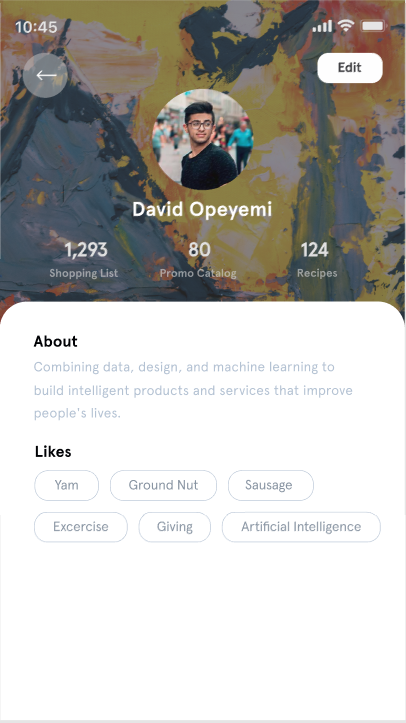 10:45
Edit
David Opeyemi
1,293 80 124
Shopping List Promo Catalog Recipes
About
Combining data, design, and machine learning to
build intelligent products and services that improve
people's lives.
Likes
Yam Ground Nut Sausage
Excercise Giving Artificial Intelligence